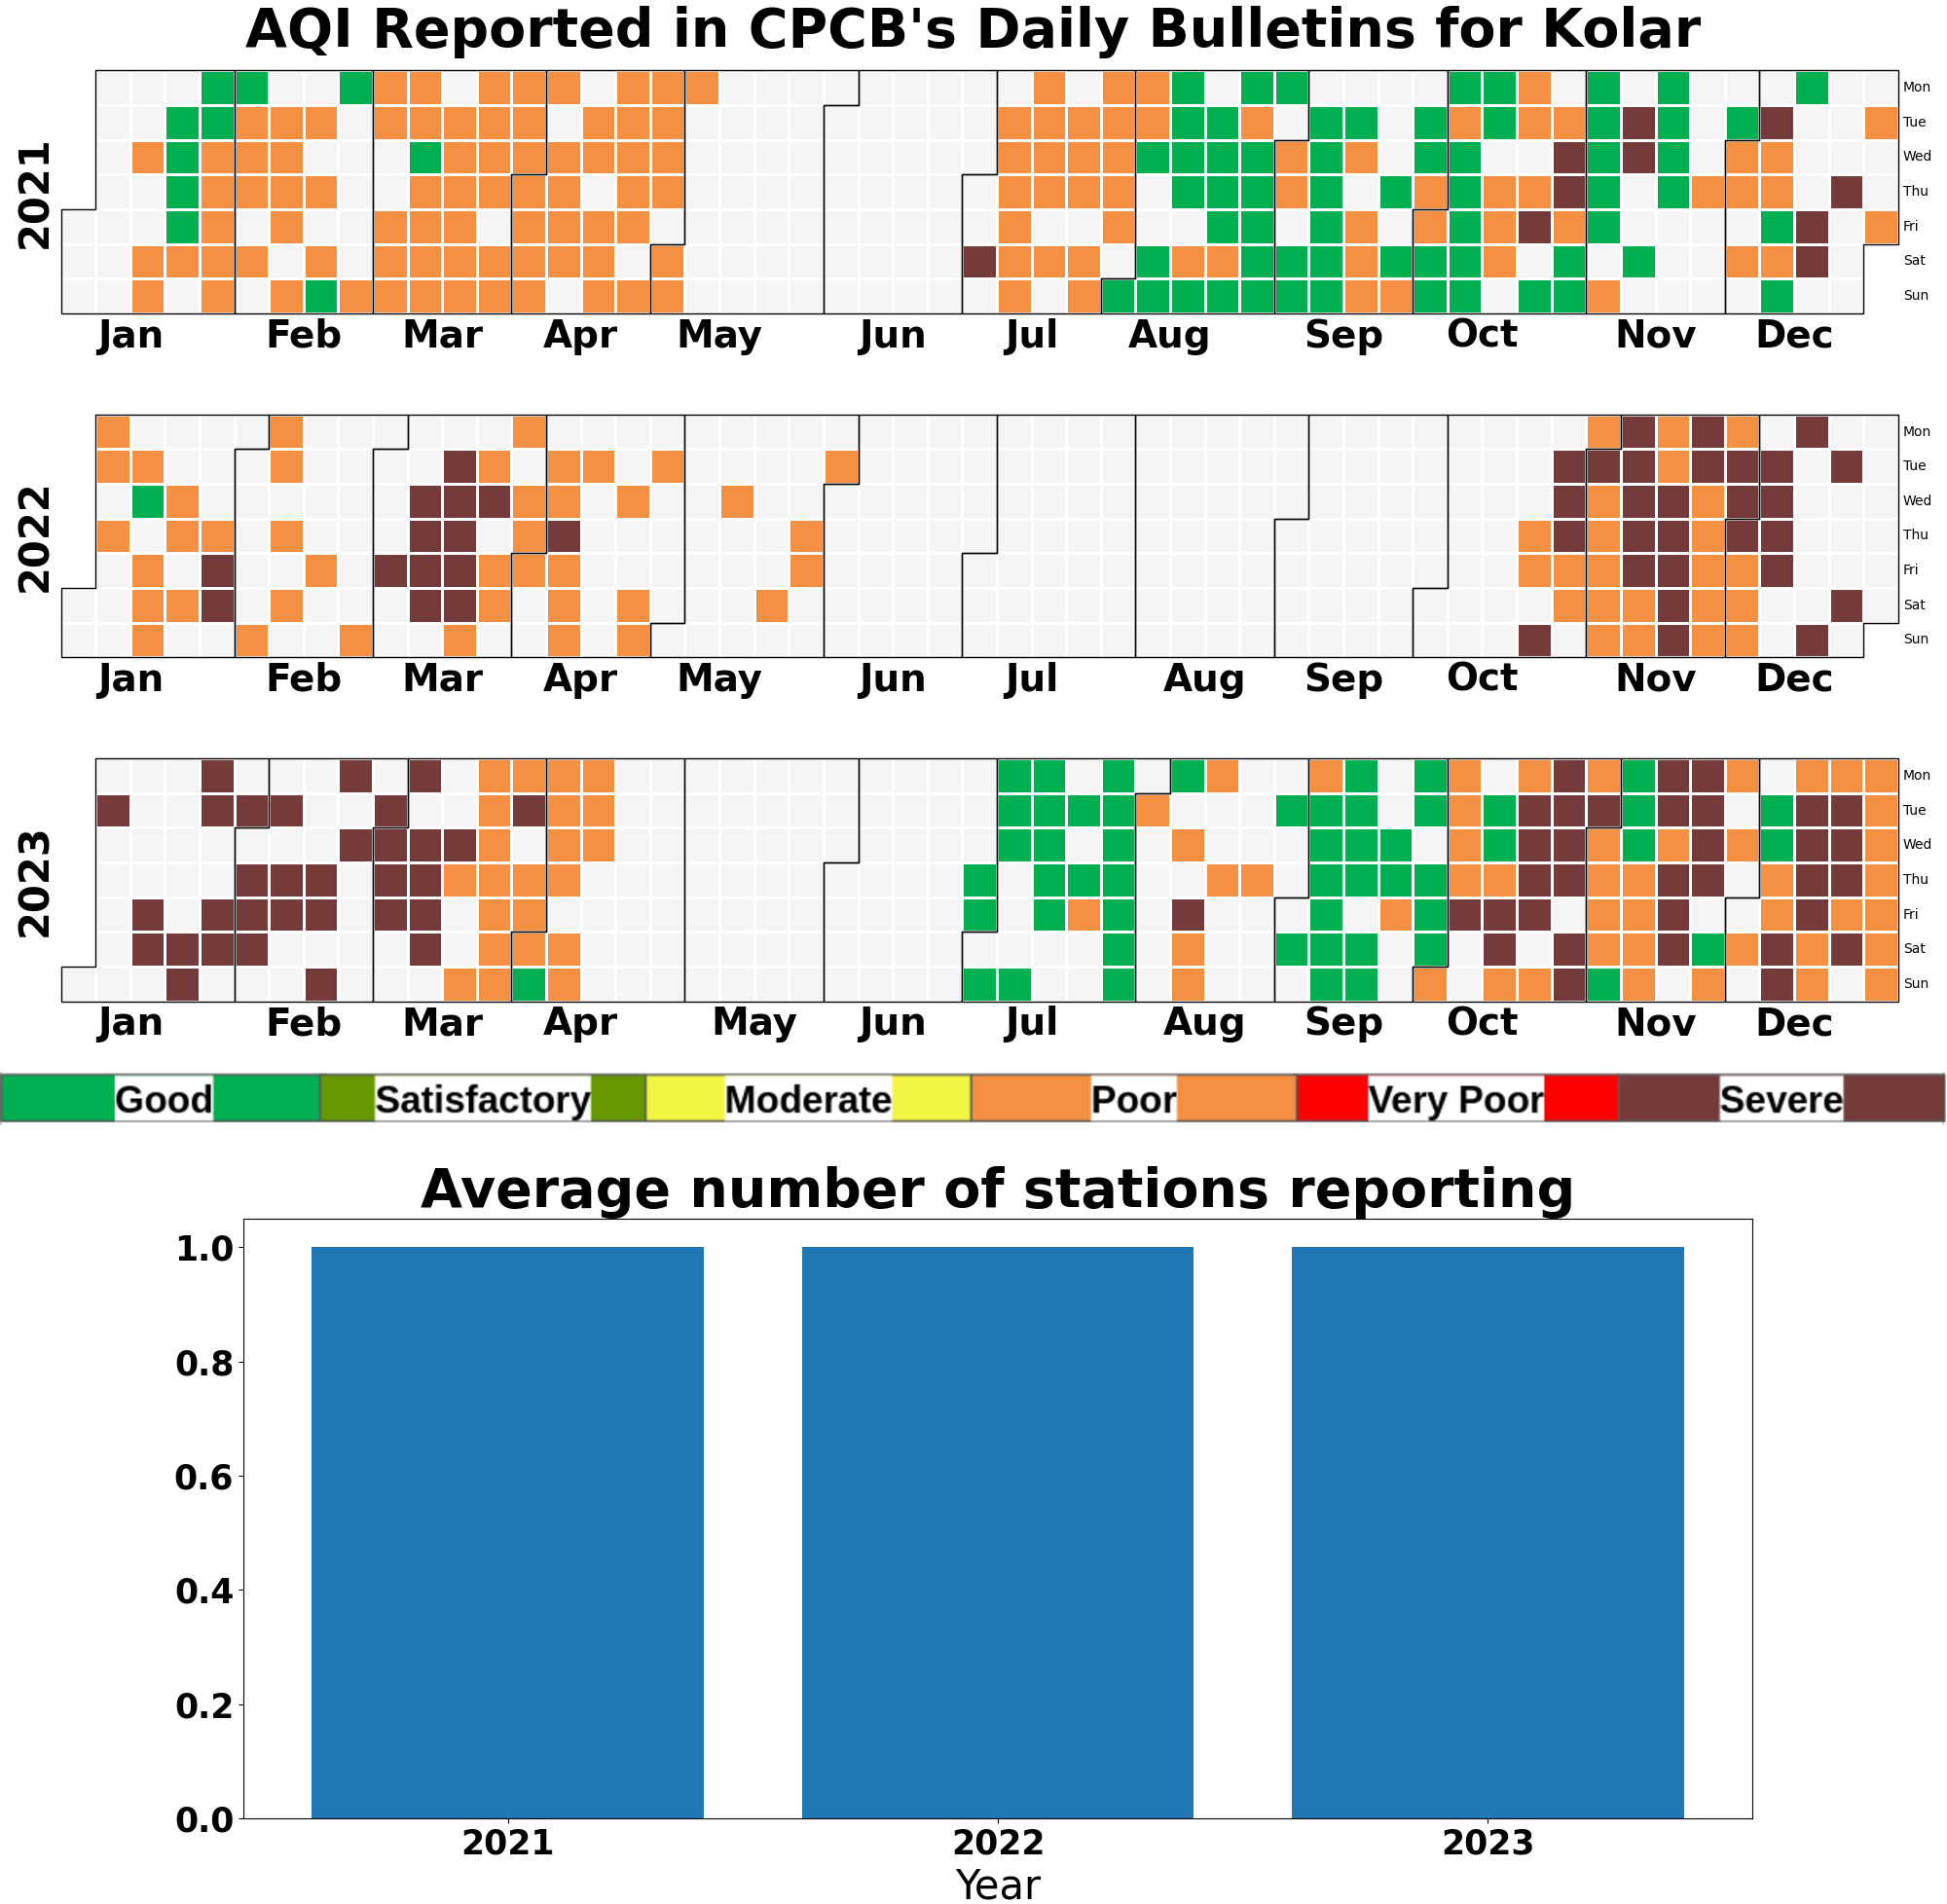 AQI Reported in CPCB's Daily Bulletins for Kolar
2021
Mon
Tue
Wed
Thu
Fri
Sat
Sun
Jan Feb Mar Apr May Jun Jul Aug Sep Oct Nov Dec
2022
Mon
Tue
Wed
Thu
Fri
Sat
Sun
Jan Feb Mar Apr May Jun Jul Aug Sep Oct Nov Dec
2023
Mon
Tue
Wed
Thu
Fri
Sat
Sun
Jan Feb Mar Apr May Jun Jul Aug Sep Oct Nov Dec
Good Satisfactory Moderate Poor Very Poor Severe
Average number of stations reporting
1.0
0.8
0.6
0.4
0.2
0.0
2021 2022 2023
Year